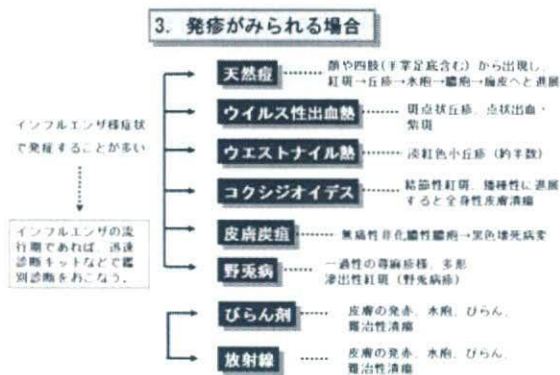 3. 発疹がみられる場合
天然痘
顔や四肢(手掌足底含む)から出現し、
紅斑→丘疹→水疱→膿疱→痂皮へと進展
ウイルス性出血熱
斑点状丘疹、点状出血・
紫斑
インフルエンザ様症状
で発症することが多い
ウエストナイル熱
淡紅色小丘疹(約半数)
コクシジオイデス
結節性紅斑、播種性に進展
すると全身性皮膚潰瘍
インフルエンザの流
行期であれば、迅速
診断キットなどで鑑
別診断をおこなう。
皮膚炭疽
無痛性非化膿性膿疱→黒色壊死病変
野兎病
一過性の蕁麻疹様、多形
滲出性紅斑(野兎病疹)
びらん剤
皮膚の発赤、水疱、びらん、
難治性潰瘍
放射線
皮膚の発赤、水疱、びらん、
難治性潰瘍